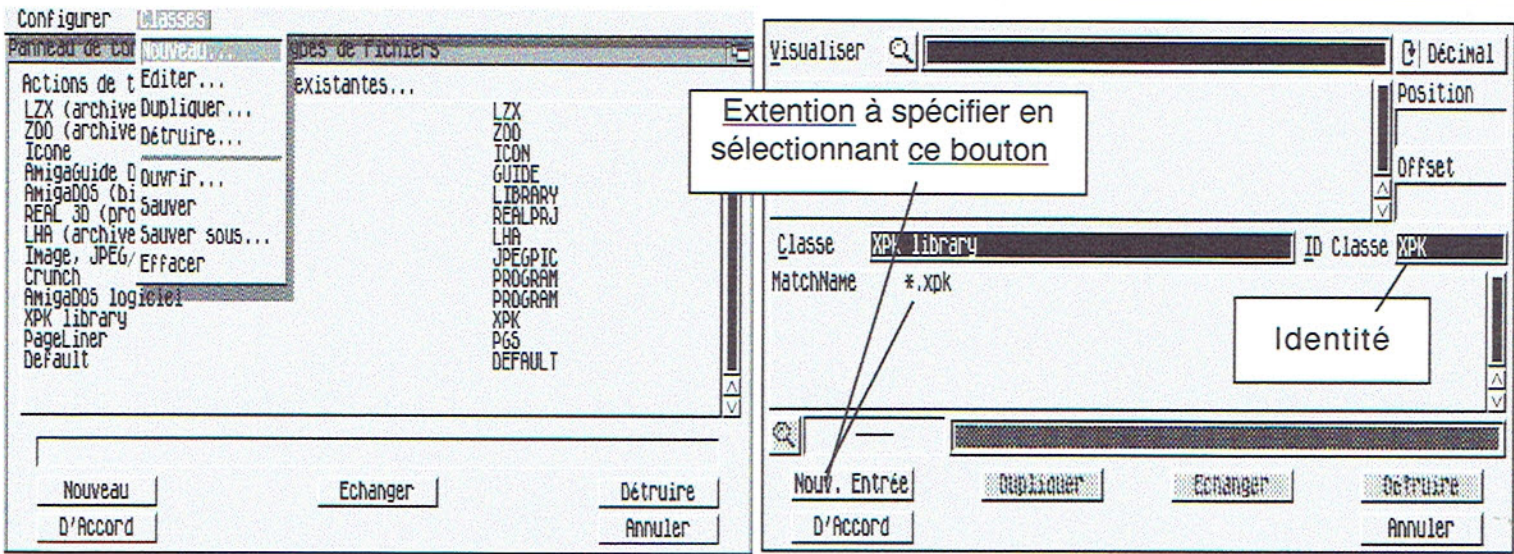 Configurer Classes
Panneau de con
Nouveau...
ypes de Fichiers
Editer...
Dupliquer...
Détruire...
Ouvrir...
Sauver
Sauver sous...
Effacer
Actions de t
existantes...
LZX (archive LZX
ZOO (archive ZOO
Icone ICON
AmigaGuide D GUIDE
AmigaDOS (bi LIBRARY
REAL 3D (pro REALPRJ
LHA (archive LHA
Image, JPEG/ JPEGPIC
Crunch PROGRAM
AmigaDOS logiciel PROGRAM
XPK library XPK
PageLiner PGS
Default DEFAULT
Nouveau Echanger Détruire
D'Accord Annuler
Visualiser Décimal
Position
Offset
Extention à spécifier en
sélectionnant ce bouton
Classe XPK library ID Classe XPK
MatchName *.xpk
Identité
Nouv. Entrée Dupliquer Echanger Détruire
D'Accord Annuler